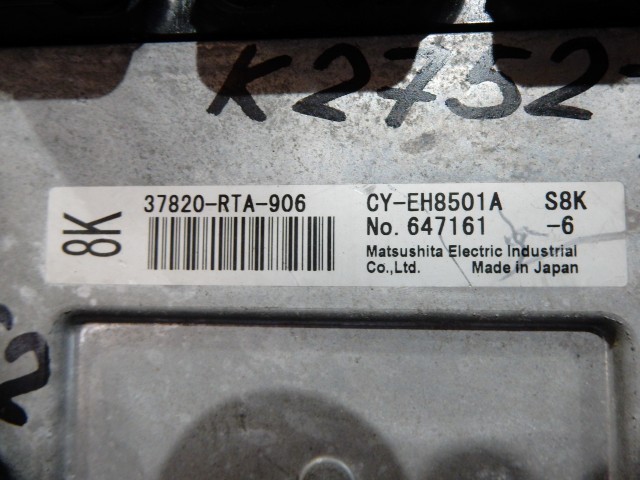 K2752-
8K
37820-RTA-906
CY-EH8501A S8K
No. 647161 -6
Matsushita Electric Industrial
Co.,Ltd. Made in Japan